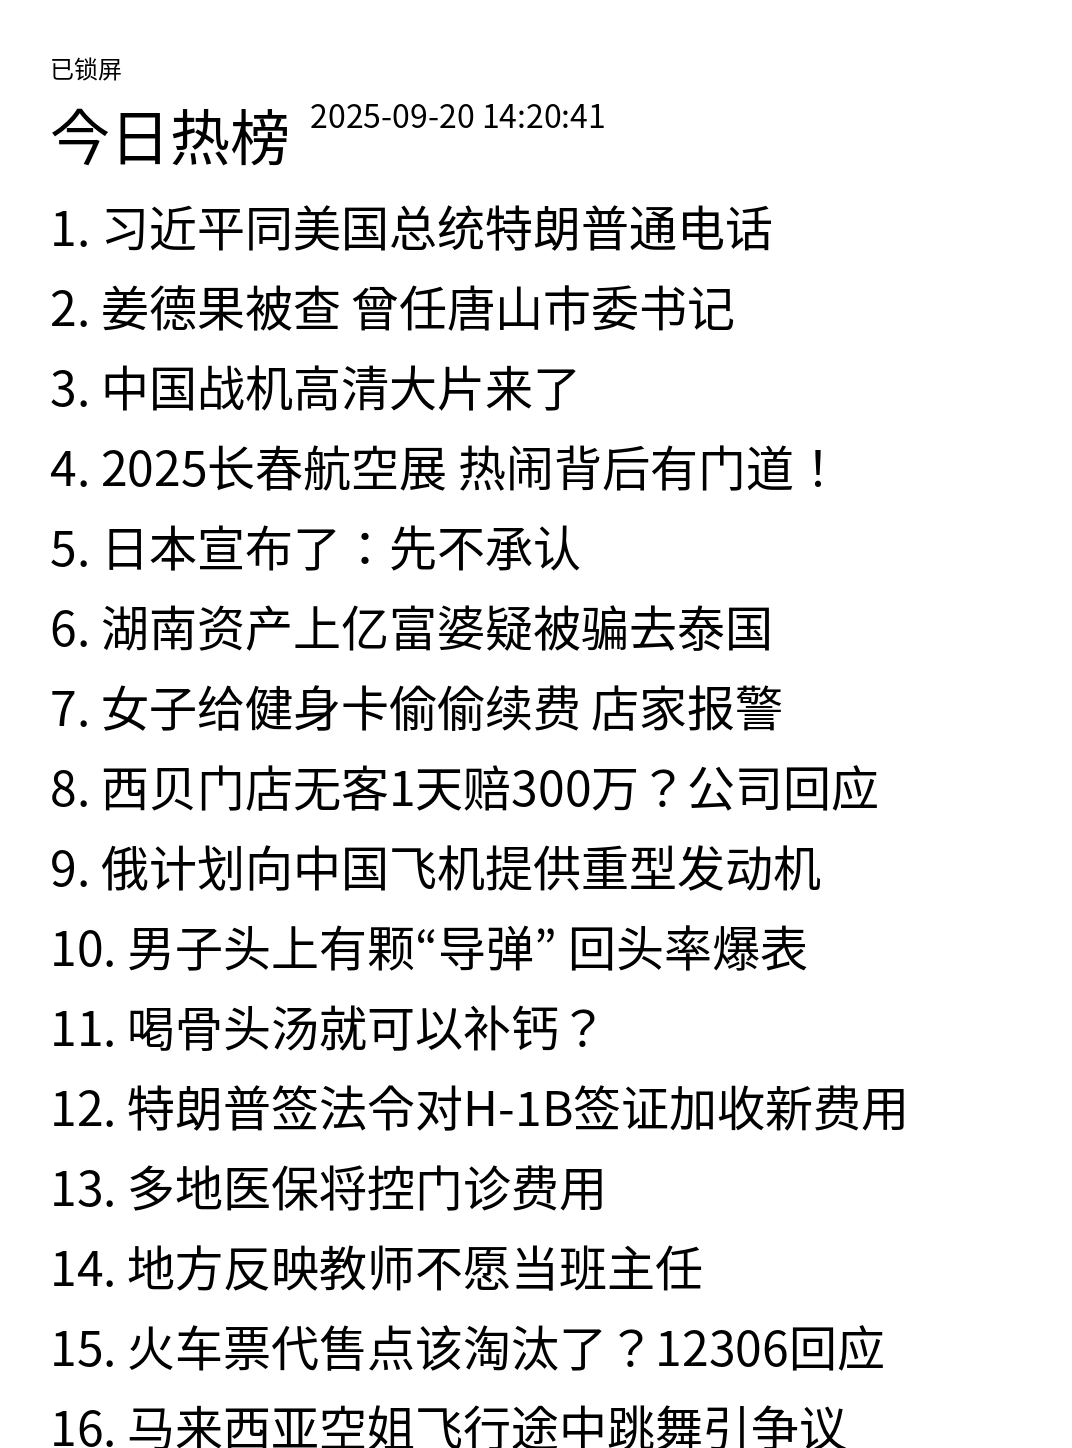 已锁屏
今日热榜 2025-09-20 14:20:41
1. 习近平同美国总统特朗普通电话
2. 姜德果被查 曾任唐山市委书记
3. 中国战机高清大片来了
4. 2025长春航空展 热闹背后有门道！
5. 日本宣布了：先不承认
6. 湖南资产上亿富婆疑被骗去泰国
7. 女子给健身卡偷偷续费 店家报警
8. 西贝门店无客1天赔300万？公司回应
9. 俄计划向中国飞机提供重型发动机
10. 男子头上有颗“导弹” 回头率爆表
11. 喝骨头汤就可以补钙？
12. 特朗普签法令对H-1B签证加收新费用
13. 多地医保将控门诊费用
14. 地方反映教师不愿当班主任
15. 火车票代售点该淘汰了？12306回应
16. 马来西亚空姐飞行途中跳舞引争议